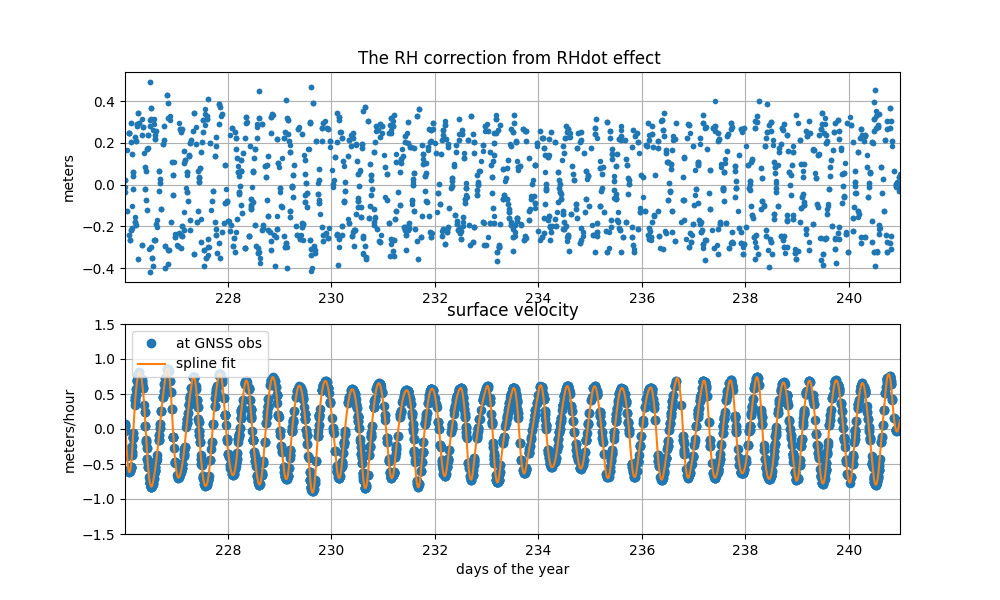 The RH correction from RHdot effect
0.4
0.2
0.0
−0.2
−0.4
meters
228 230 232 234 236 238 240
surface velocity
1.5
1.0
0.5
0.0
−0.5
−1.0
−1.5
meters/hour
at GNSS obs
spline fit
228 230 232 234 236 238 240
days of the year